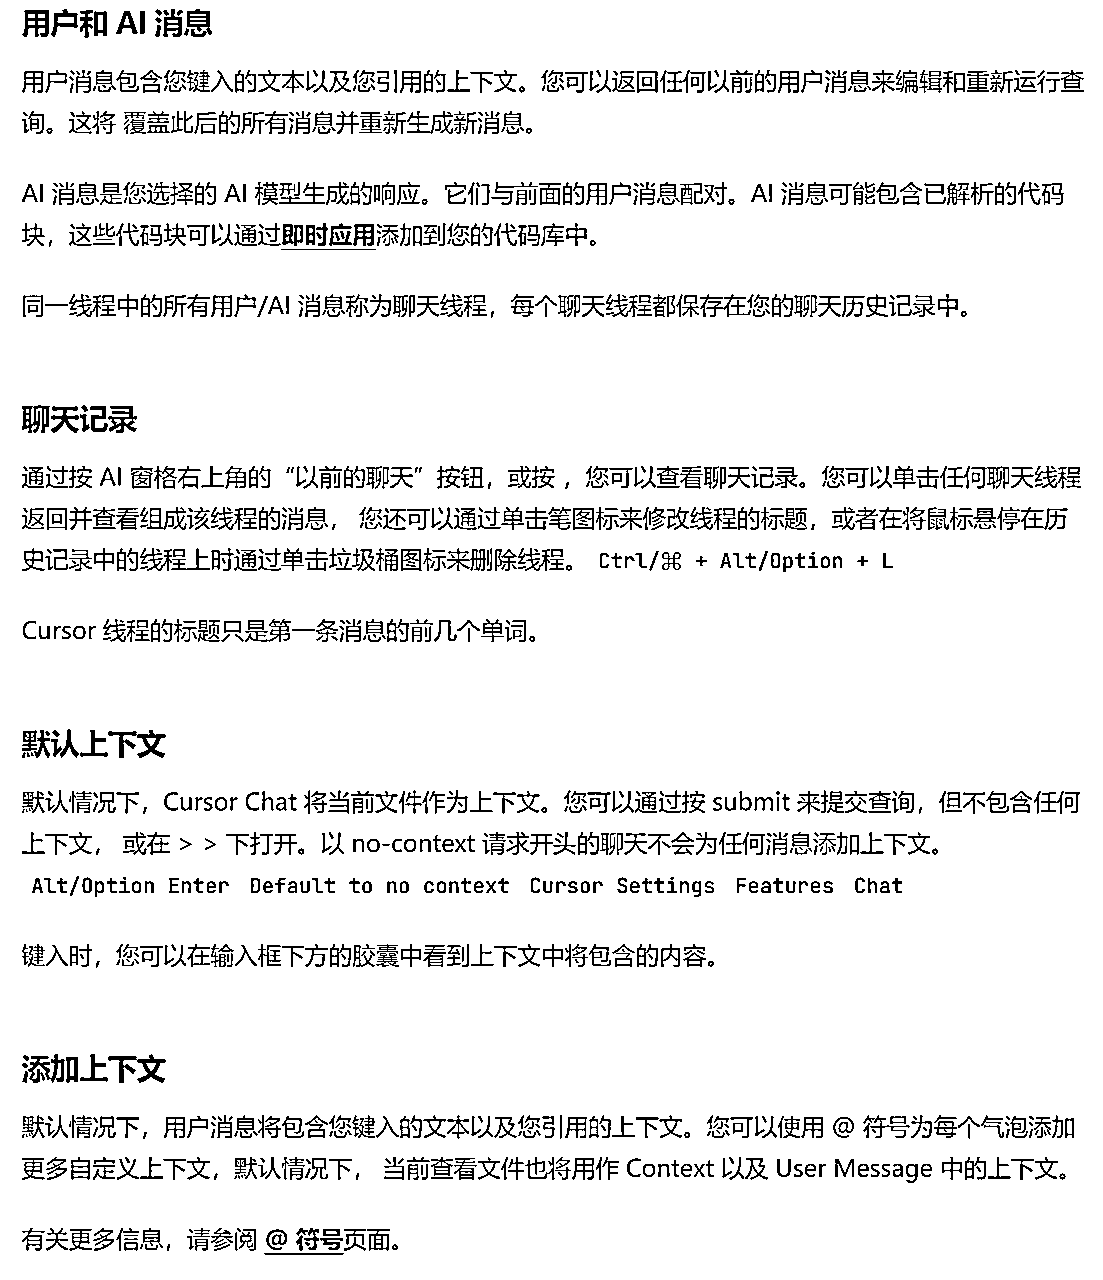 用户和 AI 消息
用户消息包含您键入的文本以及您引用的上下文。您可以返回任何以前的用户消息来编辑和重新运行查
询。这将 覆盖此后的所有消息并重新生成新消息。
AI 消息是您选择的 AI 模型生成的响应。它们与前面的用户消息配对。AI 消息可能包含已解析的代码
块，这些代码块可以通过即时应用添加到您的代码库中。
同一线程中的所有用户/AI 消息称为聊天线程，每个聊天线程都保存在您的聊天历史记录中。
聊天记录
通过按 AI 窗格右上角的“以前的聊天”按钮，或按 ，您可以查看聊天记录。您可以单击任何聊天线程
返回并查看组成该线程的消息， 您还可以通过单击笔图标来修改线程的标题，或者在将鼠标悬停在历
史记录中的线程上时通过单击垃圾桶图标来删除线程。 Ctrl/⌘ + Alt/Option + L
Cursor 线程的标题只是第一条消息的前几个单词。
默认上下文
默认情况下，Cursor Chat 将当前文件作为上下文。您可以通过按 submit 来提交查询，但不包含任何
上下文， 或在 > > 下打开。以 no-context 请求开头的聊天不会为任何消息添加上下文。
Alt/Option Enter Default to no context Cursor Settings Features Chat
键入时，您可以在输入框下方的胶囊中看到上下文中将包含的内容。
添加上下文
默认情况下，用户消息将包含您键入的文本以及您引用的上下文。您可以使用 @ 符号为每个气泡添加
更多自定义上下文，默认情况下， 当前查看文件也将用作 Context 以及 User Message 中的上下文。
有关更多信息，请参阅 @ 符号页面。